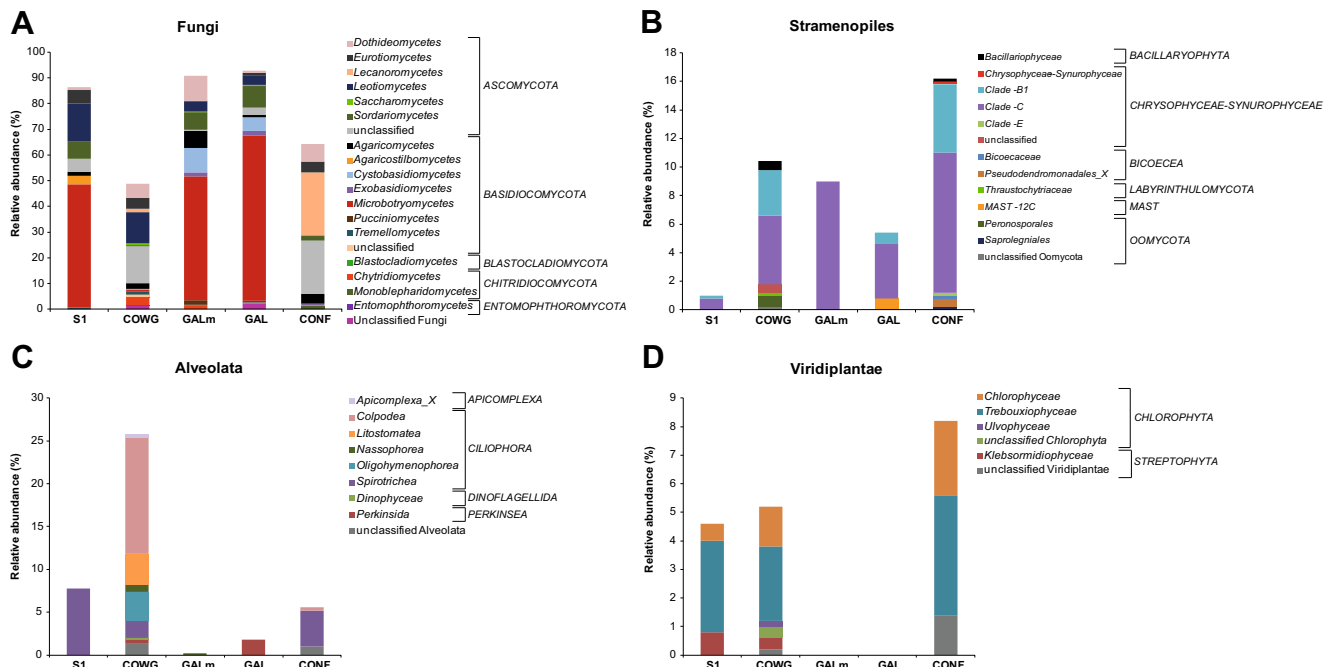 A
Fungi
Relative abundance (%)
100
90
80
70
60
50
40
30
20
10
0
S1 COWG GALm GAL CONF
Dothideomycetes
Eurotiomycetes
Lecanoromycetes
Leotiomycetes
Saccharomycetes
Sordariomycetes
unclassified
ASCOMYCOTA
Agaricomycetes
Agaricostilbomycetes
Cystobasidiomycetes
Exobasidiomycetes
Microbotryomycetes
Pucciniomycetes
Tremellomycetes
unclassified
BASIDIOCOMYCOTA
Blastocladiomycetes
BLASTOCLADIOMYCOTA
Chytridiomycetes
Monoblepharidomycetes
CHITRIDIOCOMYCOTA
Entomophthoromycetes
ENTOMOPHTHOROMYCOTA
Unclassified Fungi
B
Stramenopiles
Relative abundance (%)
18
16
14
12
10
8
6
4
2
0
S1 COWG GALm GAL CONF
Bacillariophyceae
BACILLARYOPHYTA
Chrysophyceae-Synurophyceae
Clade -B1
Clade -C
Clade -E
unclassified
CHRYSOPHYCEAE-SYNUROPHYCEAE
Bicoecaceae
Pseudodendromonadales_X
BICOECEA
Thraustochytriaceae
LABYRINTHULOMYCOTA
MAST -12C
MAST
Peronosporales
Saprolegniales
unclassified Oomycota
OOMYCOTA
C
Alveolata
Relative abundance (%)
30
25
20
15
10
5
0
S1 COWG GALm GAL CONF
Apicomplexa_X
APICOMPLEXA
Colpodea
Litostomatea
Nassophorea
Oligohymenophorea
Spirotrichea
CILIOPHORA
Dinophyceae
DINOFLAGELLIDA
Perkinsida
PERKINSEA
unclassified Alveolata
D
Viridiplantae
Relative abundance (%)
9
8
7
6
5
4
3
2
1
0
S1 COWG GALm GAL CONF
Chlorophyceae
Trebouxiophyceae
Ulvophyceae
unclassified Chlorophyta
CHLOROPHYTA
Klebsormidiophyceae
unclassified Viridiplantae
STREPTOPHYTA